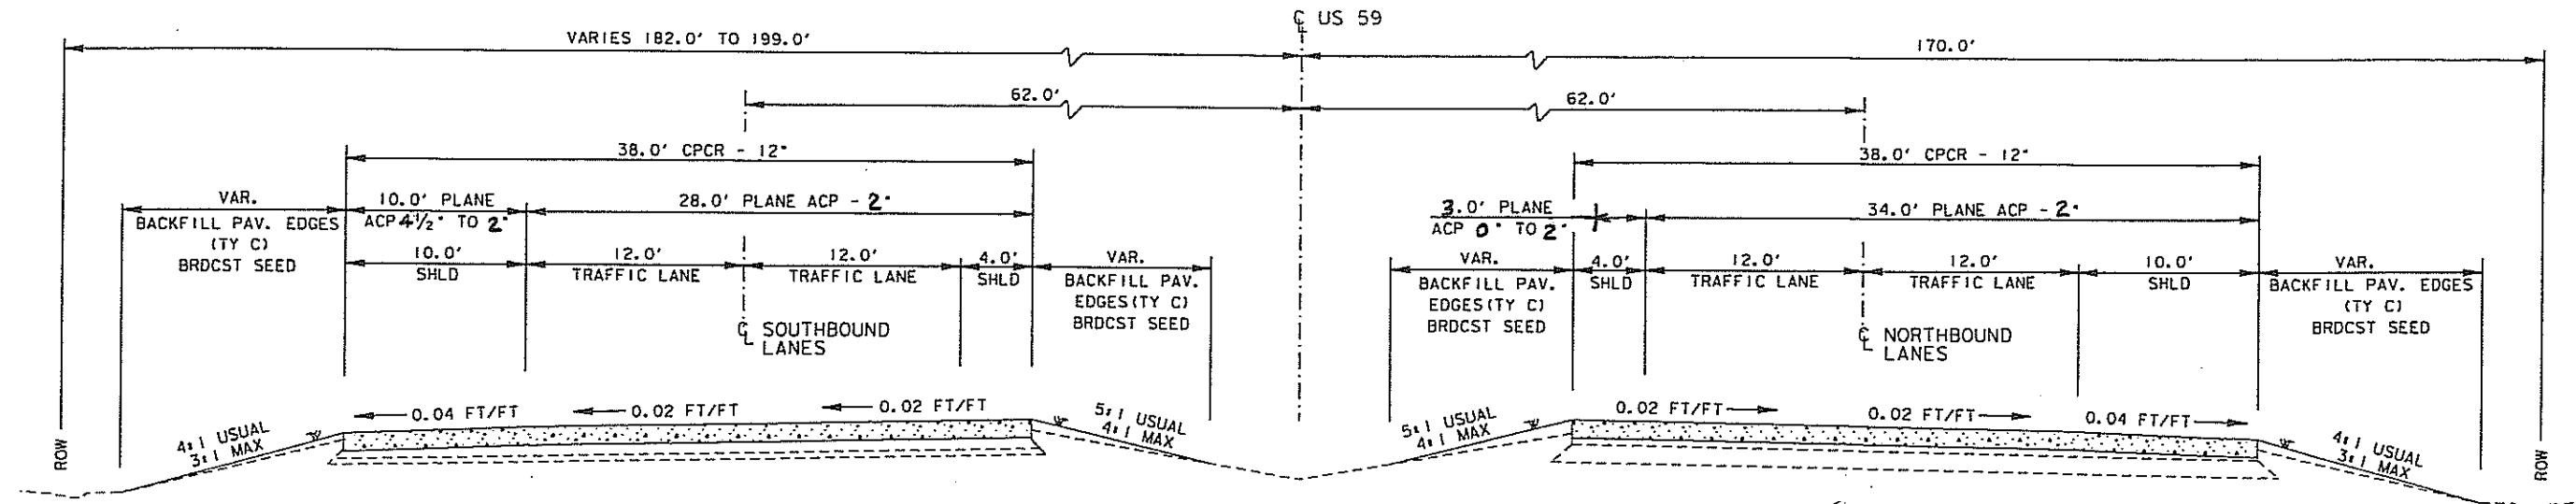 ℄ US 59
VARIES 182.0' TO 199.0'
170.0'
62.0'
62.0'
38.0' CPCR - 12"
38.0' CPCR - 12"
VAR.
BACKFILL PAV. EDGES
(TY C)
BRDCST SEED
10.0' PLANE
ACP 4½" TO 2"
28.0' PLANE ACP - 2"
3.0' PLANE
ACP 0" TO 2"
34.0' PLANE ACP - 2"
10.0'
SHLD
12.0'
TRAFFIC LANE
12.0'
TRAFFIC LANE
4.0'
SHLD
VAR.
BACKFILL PAV.
EDGES(TY C)
BRDCST SEED
VAR.
BACKFILL PAV.
EDGES(TY C)
BRDCST SEED
4.0'
SHLD
12.0'
TRAFFIC LANE
12.0'
TRAFFIC LANE
10.0'
SHLD
VAR.
BACKFILL PAV. EDGES
(TY C)
BRDCST SEED
℄ SOUTHBOUND
LANES
℄ NORTHBOUND
LANES
0.04 FT/FT
0.02 FT/FT
0.02 FT/FT
0.02 FT/FT
0.02 FT/FT
0.04 FT/FT
4:1 USUAL
3:1 MAX
5:1 USUAL
4:1 MAX
5:1 USUAL
4:1 MAX
4:1 USUAL
3:1 MAX
ROW
ROW